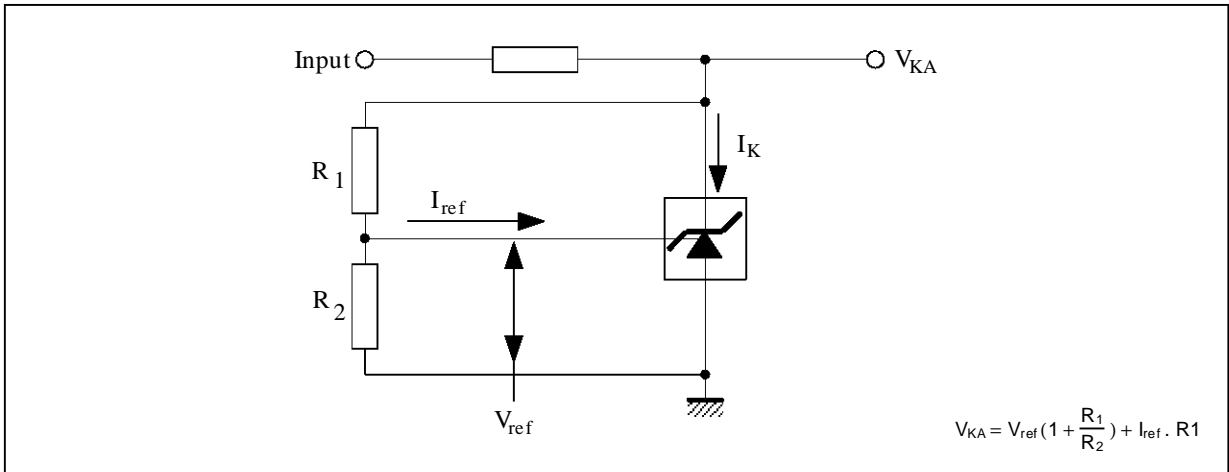 Input
V_KA
I_K
R_1
I_ref
R_2
V_ref
V_KA = V_ref(1 + R_1/R_2) + I_ref . R1